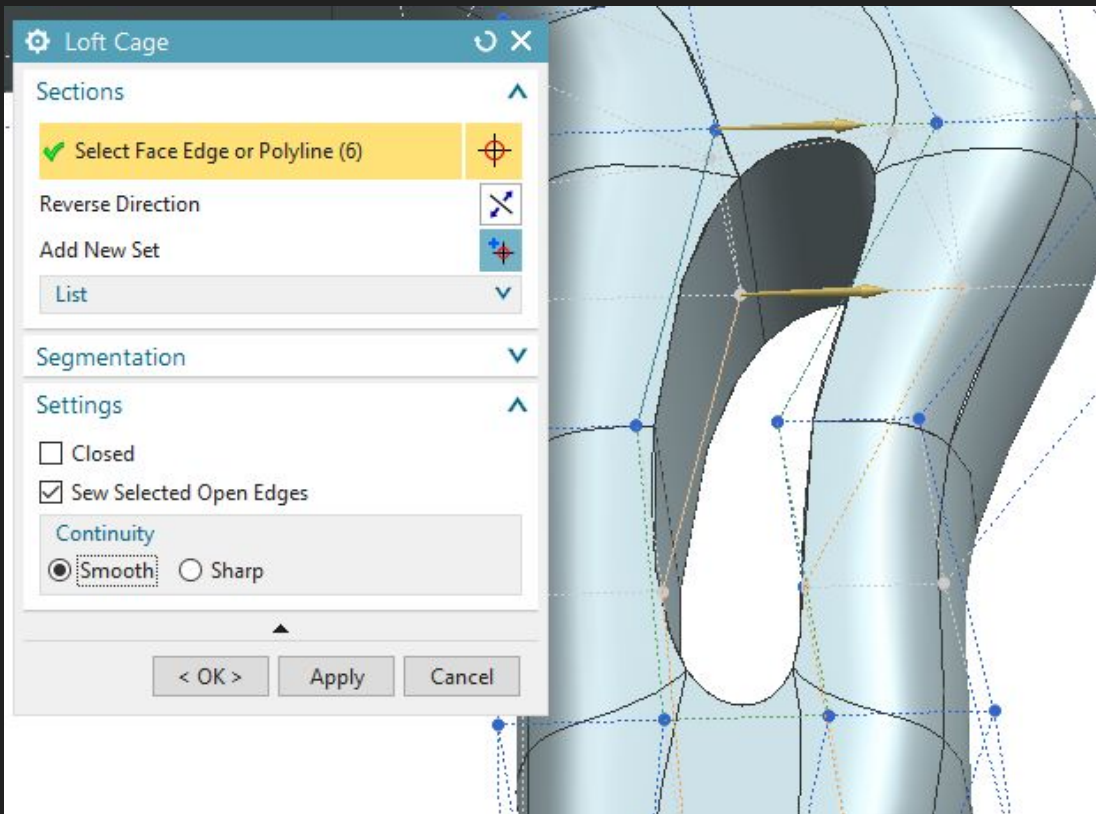 Loft Cage
Sections
Select Face Edge or Polyline (6)
Reverse Direction
Add New Set
List
Segmentation
Settings
Closed
Sew Selected Open Edges
Continuity
Smooth Sharp
< OK > Apply Cancel